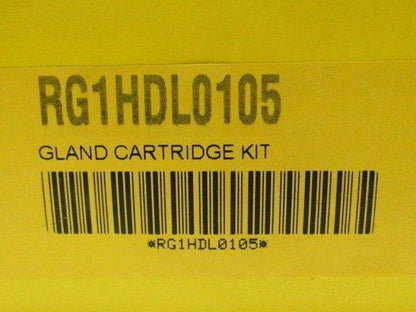 RG1HDL0105
GLAND CARTRIDGE KIT
*RG1HDL0105*